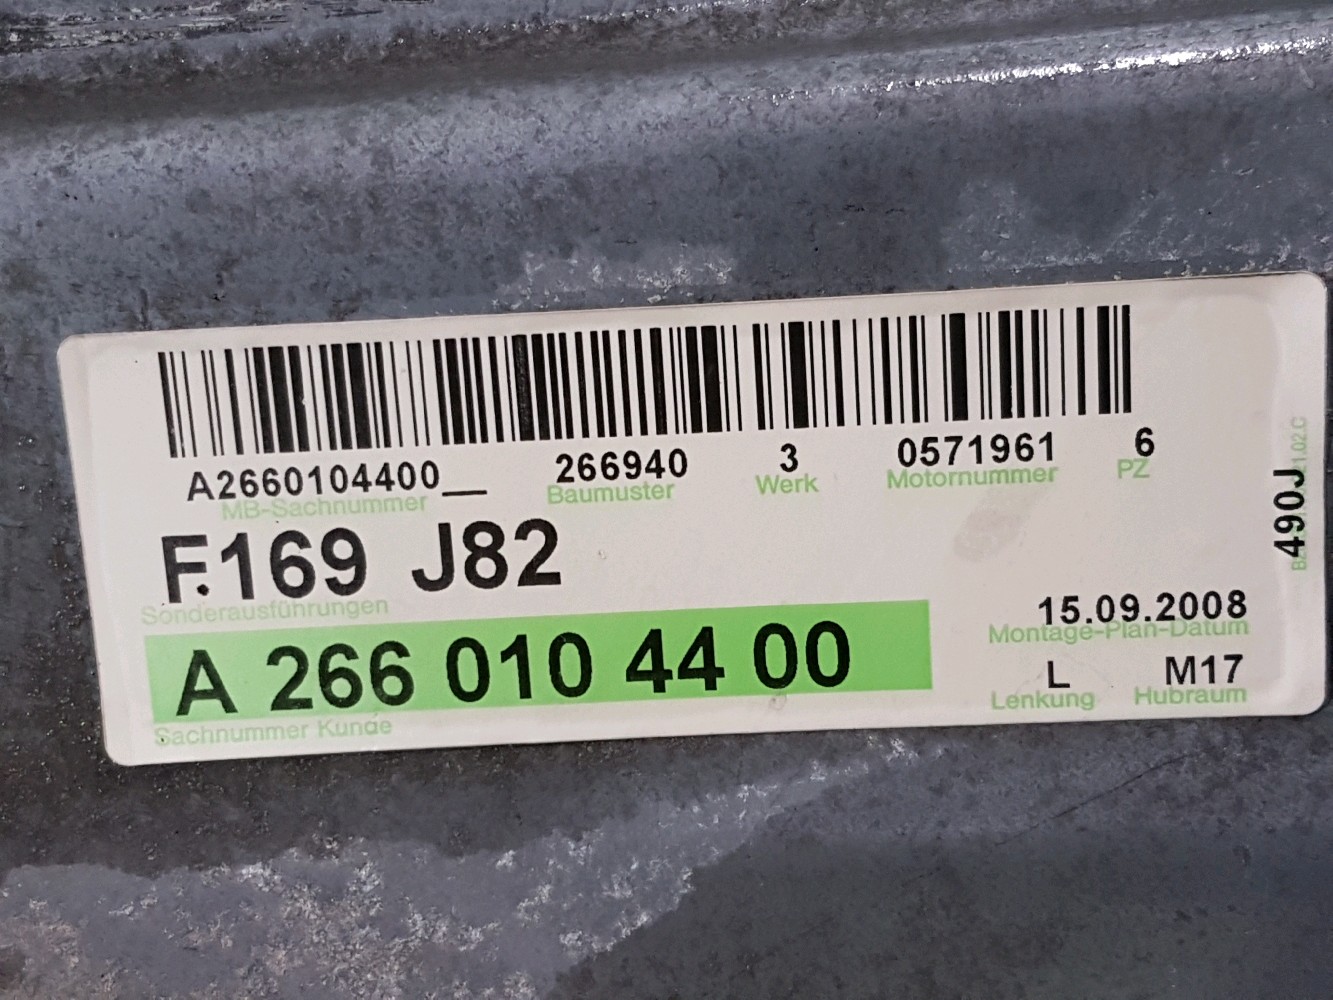 A2660104400__ 266940 3 0571961 6
MB-Sachnummer Baumuster Werk Motornummer PZ
F.169 J82
Sonderausführungen
15.09.2008
Montage-Plan-Datum
A 266 010 44 00
L M17
Lenkung Hubraum
Sachnummer Kunde
490J